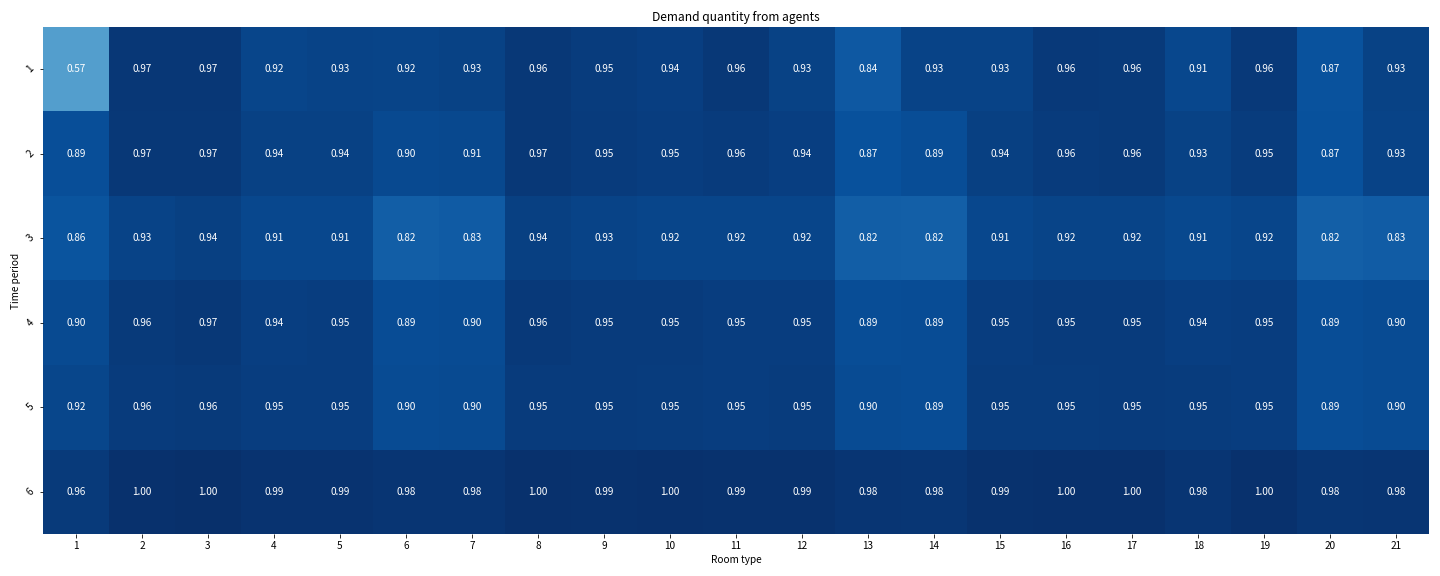 Demand quantity from agents
1 0.57 0.97 0.97 0.92 0.93 0.92 0.93 0.96 0.95 0.94 0.96 0.93 0.84 0.93 0.93 0.96 0.96 0.91 0.96 0.87 0.93
2 0.89 0.97 0.97 0.94 0.94 0.90 0.91 0.97 0.95 0.95 0.96 0.94 0.87 0.89 0.94 0.96 0.96 0.93 0.95 0.87 0.93
3 0.86 0.93 0.94 0.91 0.91 0.82 0.83 0.94 0.93 0.92 0.92 0.92 0.82 0.82 0.91 0.92 0.92 0.91 0.92 0.82 0.83
Time period
4 0.90 0.96 0.97 0.94 0.95 0.89 0.90 0.96 0.95 0.95 0.95 0.95 0.89 0.89 0.95 0.95 0.95 0.94 0.95 0.89 0.90
5 0.92 0.96 0.96 0.95 0.95 0.90 0.90 0.95 0.95 0.95 0.95 0.95 0.90 0.89 0.95 0.95 0.95 0.95 0.95 0.89 0.90
6 0.96 1.00 1.00 0.99 0.99 0.98 0.98 1.00 0.99 1.00 0.99 0.99 0.98 0.98 0.99 1.00 1.00 0.98 1.00 0.98 0.98
1 2 3 4 5 6 7 8 9 10 11 12 13 14 15 16 17 18 19 20 21
Room type